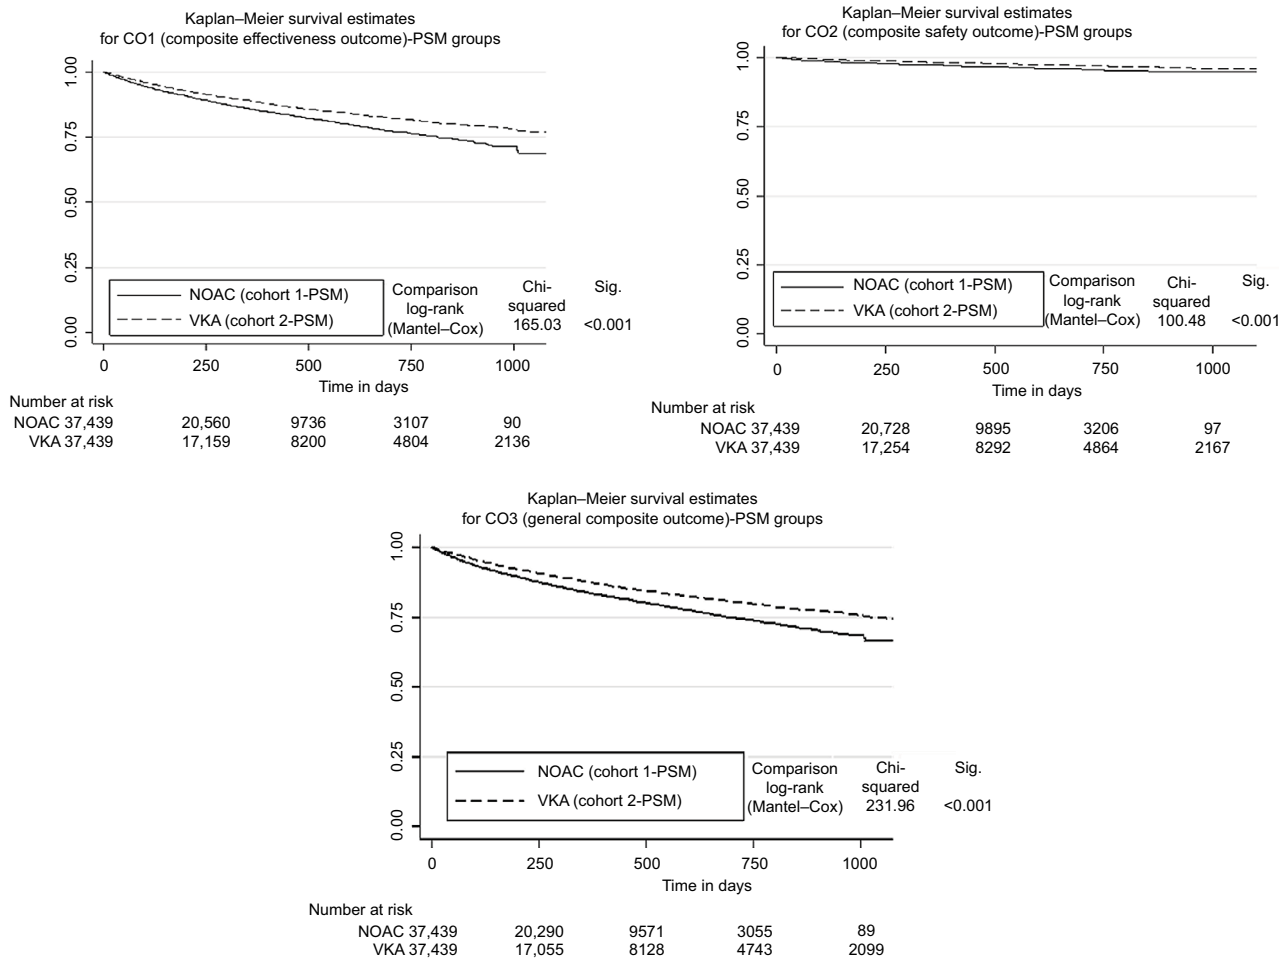 Kaplan–Meier survival estimates
for CO1 (composite effectiveness outcome)-PSM groups
1.00
0.75
0.50
0.25
0.00
NOAC (cohort 1-PSM)
VKA (cohort 2-PSM)
Comparison
log-rank
(Mantel–Cox)
Chi-
squared
165.03
Sig.
<0.001
0 250 500 750 1000
Time in days
Number at risk
NOAC 37,439 20,560 9736 3107 90
VKA 37,439 17,159 8200 4804 2136
Kaplan–Meier survival estimates
for CO2 (composite safety outcome)-PSM groups
1.00
0.75
0.50
0.25
0.00
NOAC (cohort 1-PSM)
VKA (cohort 2-PSM)
Comparison
log-rank
(Mantel–Cox)
Chi-
squared
100.48
Sig.
<0.001
0 250 500 750 1000
Time in days
Number at risk
NOAC 37,439 20,728 9895 3206 97
VKA 37,439 17,254 8292 4864 2167
Kaplan–Meier survival estimates
for CO3 (general composite outcome)-PSM groups
1.00
0.75
0.50
0.25
0.00
NOAC (cohort 1-PSM)
VKA (cohort 2-PSM)
Comparison
log-rank
(Mantel–Cox)
Chi-
squared
231.96
Sig.
<0.001
0 250 500 750 1000
Time in days
Number at risk
NOAC 37,439 20,290 9571 3055 89
VKA 37,439 17,055 8128 4743 2099